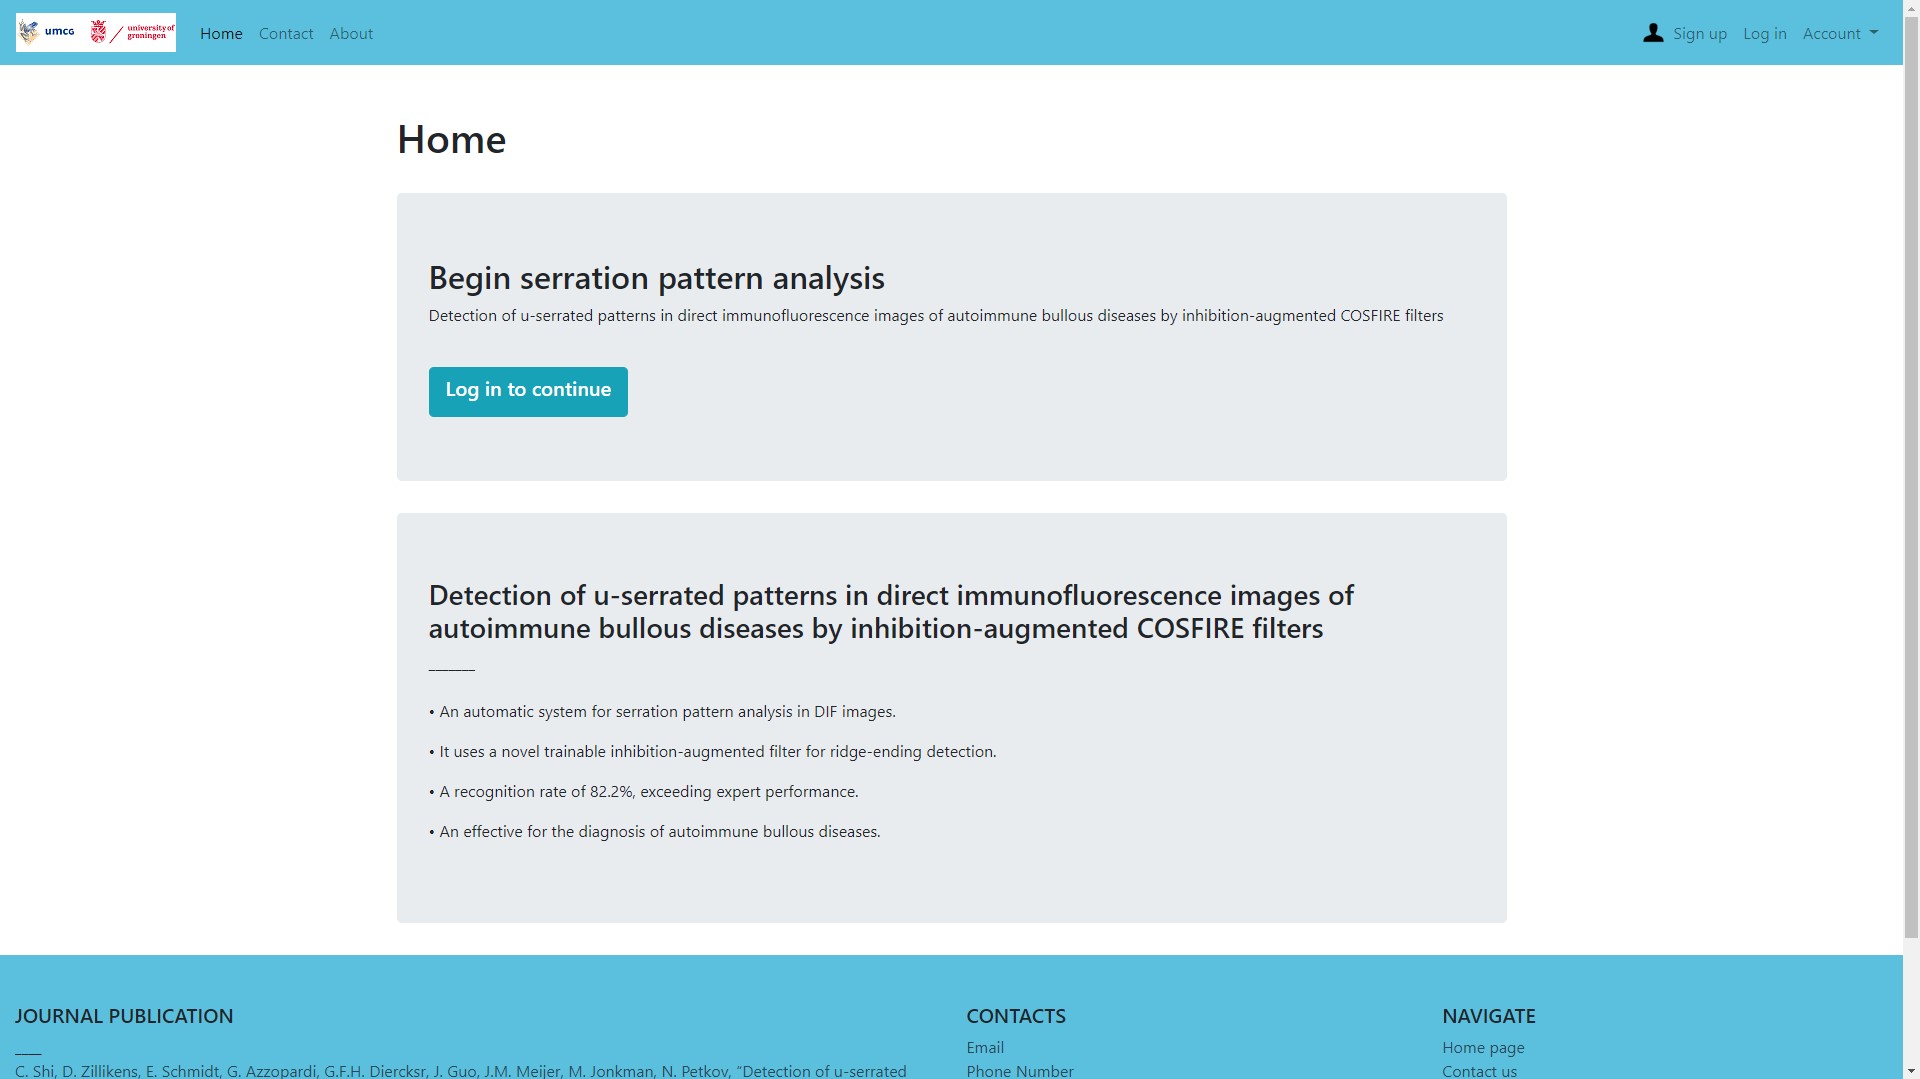 umcg university of
groningen
Home Contact About Sign up Log in Account
Home
Begin serration pattern analysis
Detection of u-serrated patterns in direct immunofluorescence images of autoimmune bullous diseases by inhibition-augmented COSFIRE filters
Log in to continue
Detection of u-serrated patterns in direct immunofluorescence images of
autoimmune bullous diseases by inhibition-augmented COSFIRE filters
• An automatic system for serration pattern analysis in DIF images.
• It uses a novel trainable inhibition-augmented filter for ridge-ending detection.
• A recognition rate of 82.2%, exceeding expert performance.
• An effective for the diagnosis of autoimmune bullous diseases.
JOURNAL PUBLICATION
C. Shi, D. Zillikens, E. Schmidt, G. Azzopardi, G.F.H. Diercksr, J. Guo, J.M. Meijer, M. Jonkman, N. Petkov, “Detection of u-serrated
CONTACTS
Email
Phone Number
NAVIGATE
Home page
Contact us